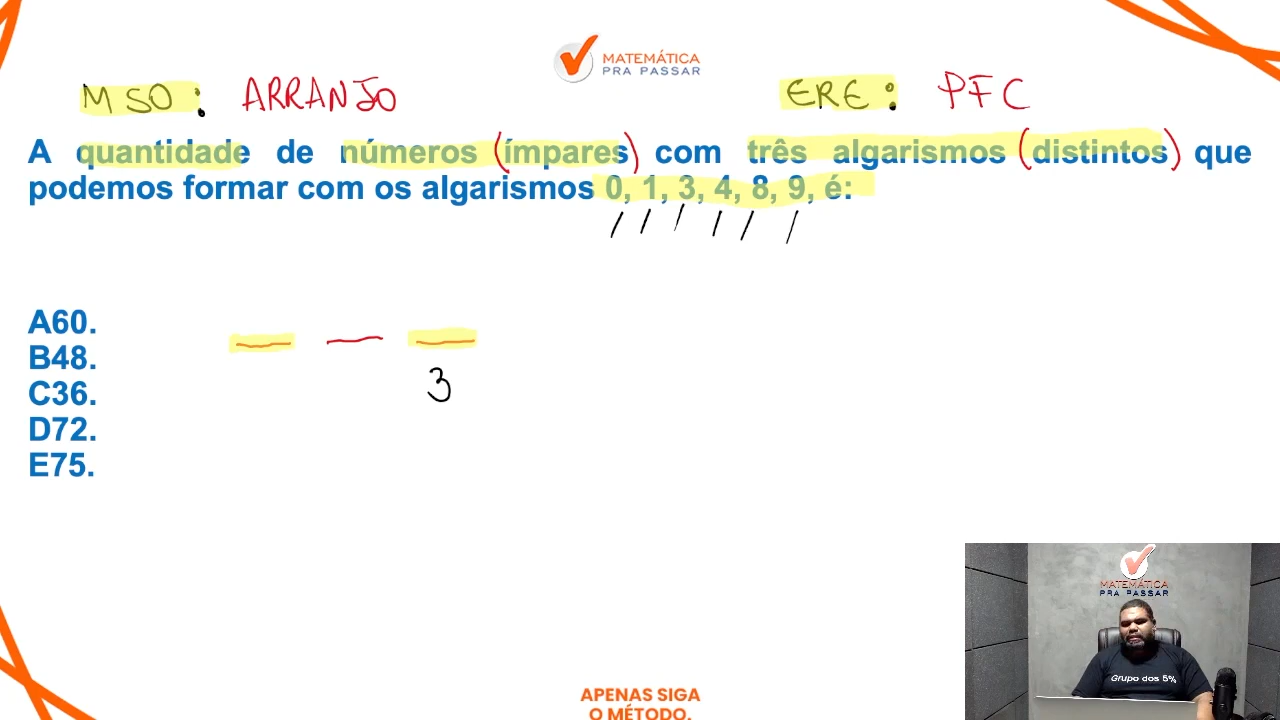 MATEMÁTICA
PRA PASSAR
MSO: ARRANJO
ERE: PFC
A quantidade de números (ímpares) com três algarismos (distintos) que
podemos formar com os algarismos 0, 1, 3, 4, 8, 9, é:
A60.
B48.
C36.
D72.
E75.
3
MATEMÁTICA
PRA PASSAR
Grupo dos 5%
APENAS SIGA
O MÉTODO.